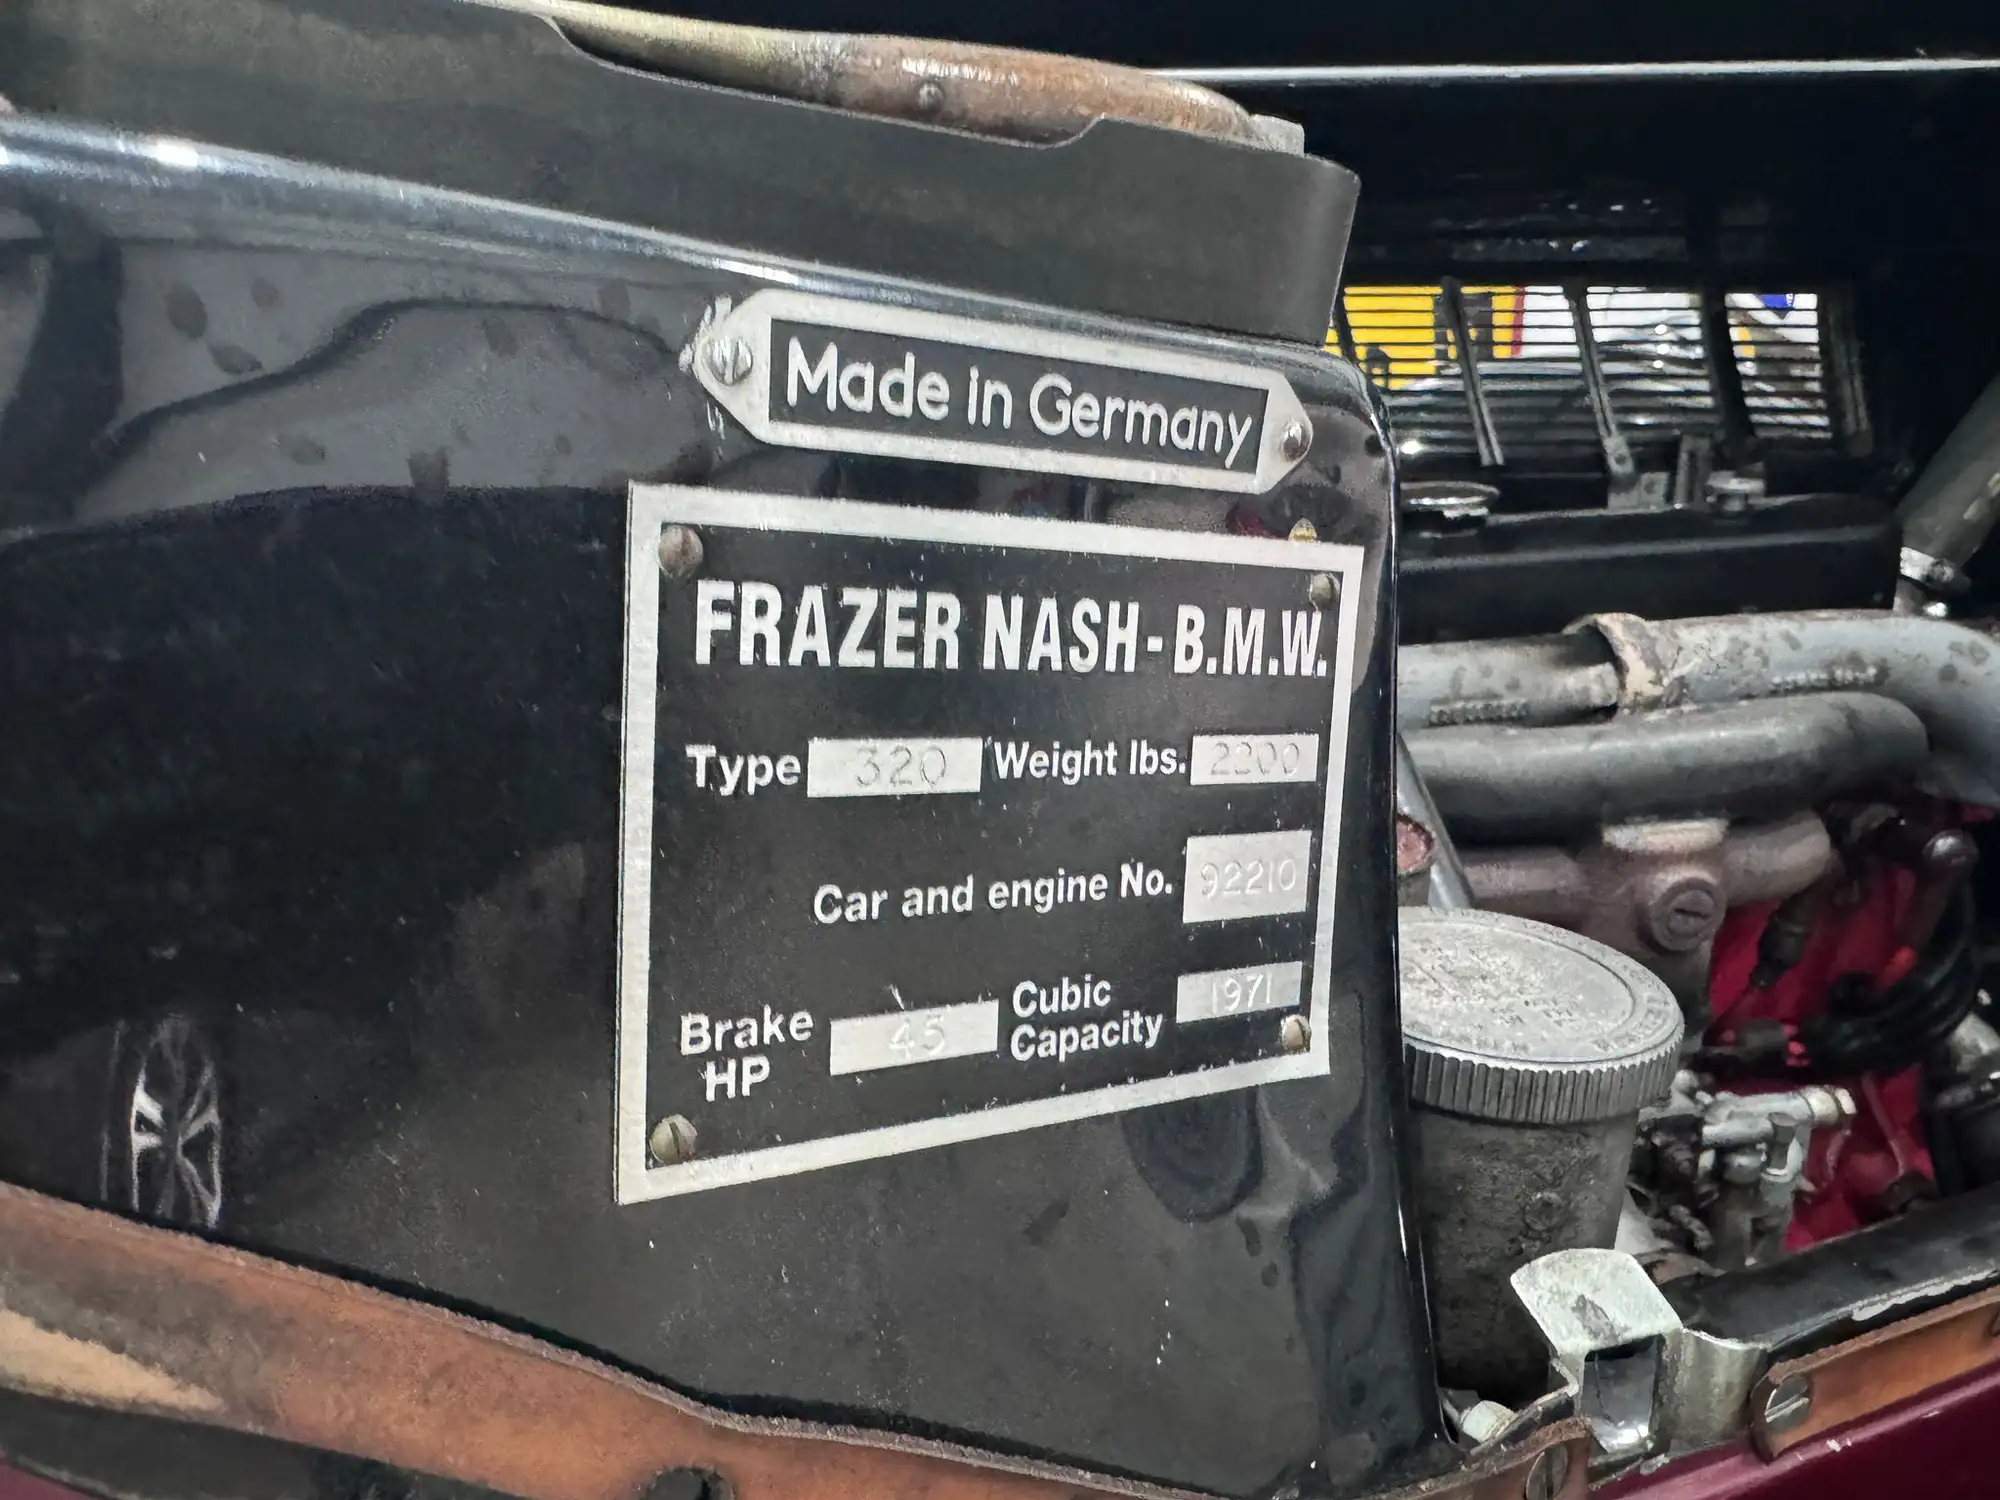 Made in Germany
FRAZER NASH-B.M.W.
Type 320 Weight lbs. 2200
Car and engine No. 92210
Brake HP 45 Cubic Capacity 1971